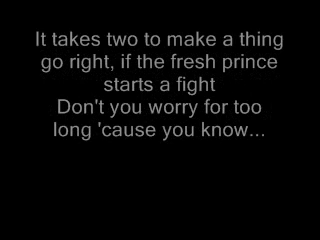 It takes two to make a thing
go right, if the fresh prince
starts a fight
Don't you worry for too
long 'cause you know...